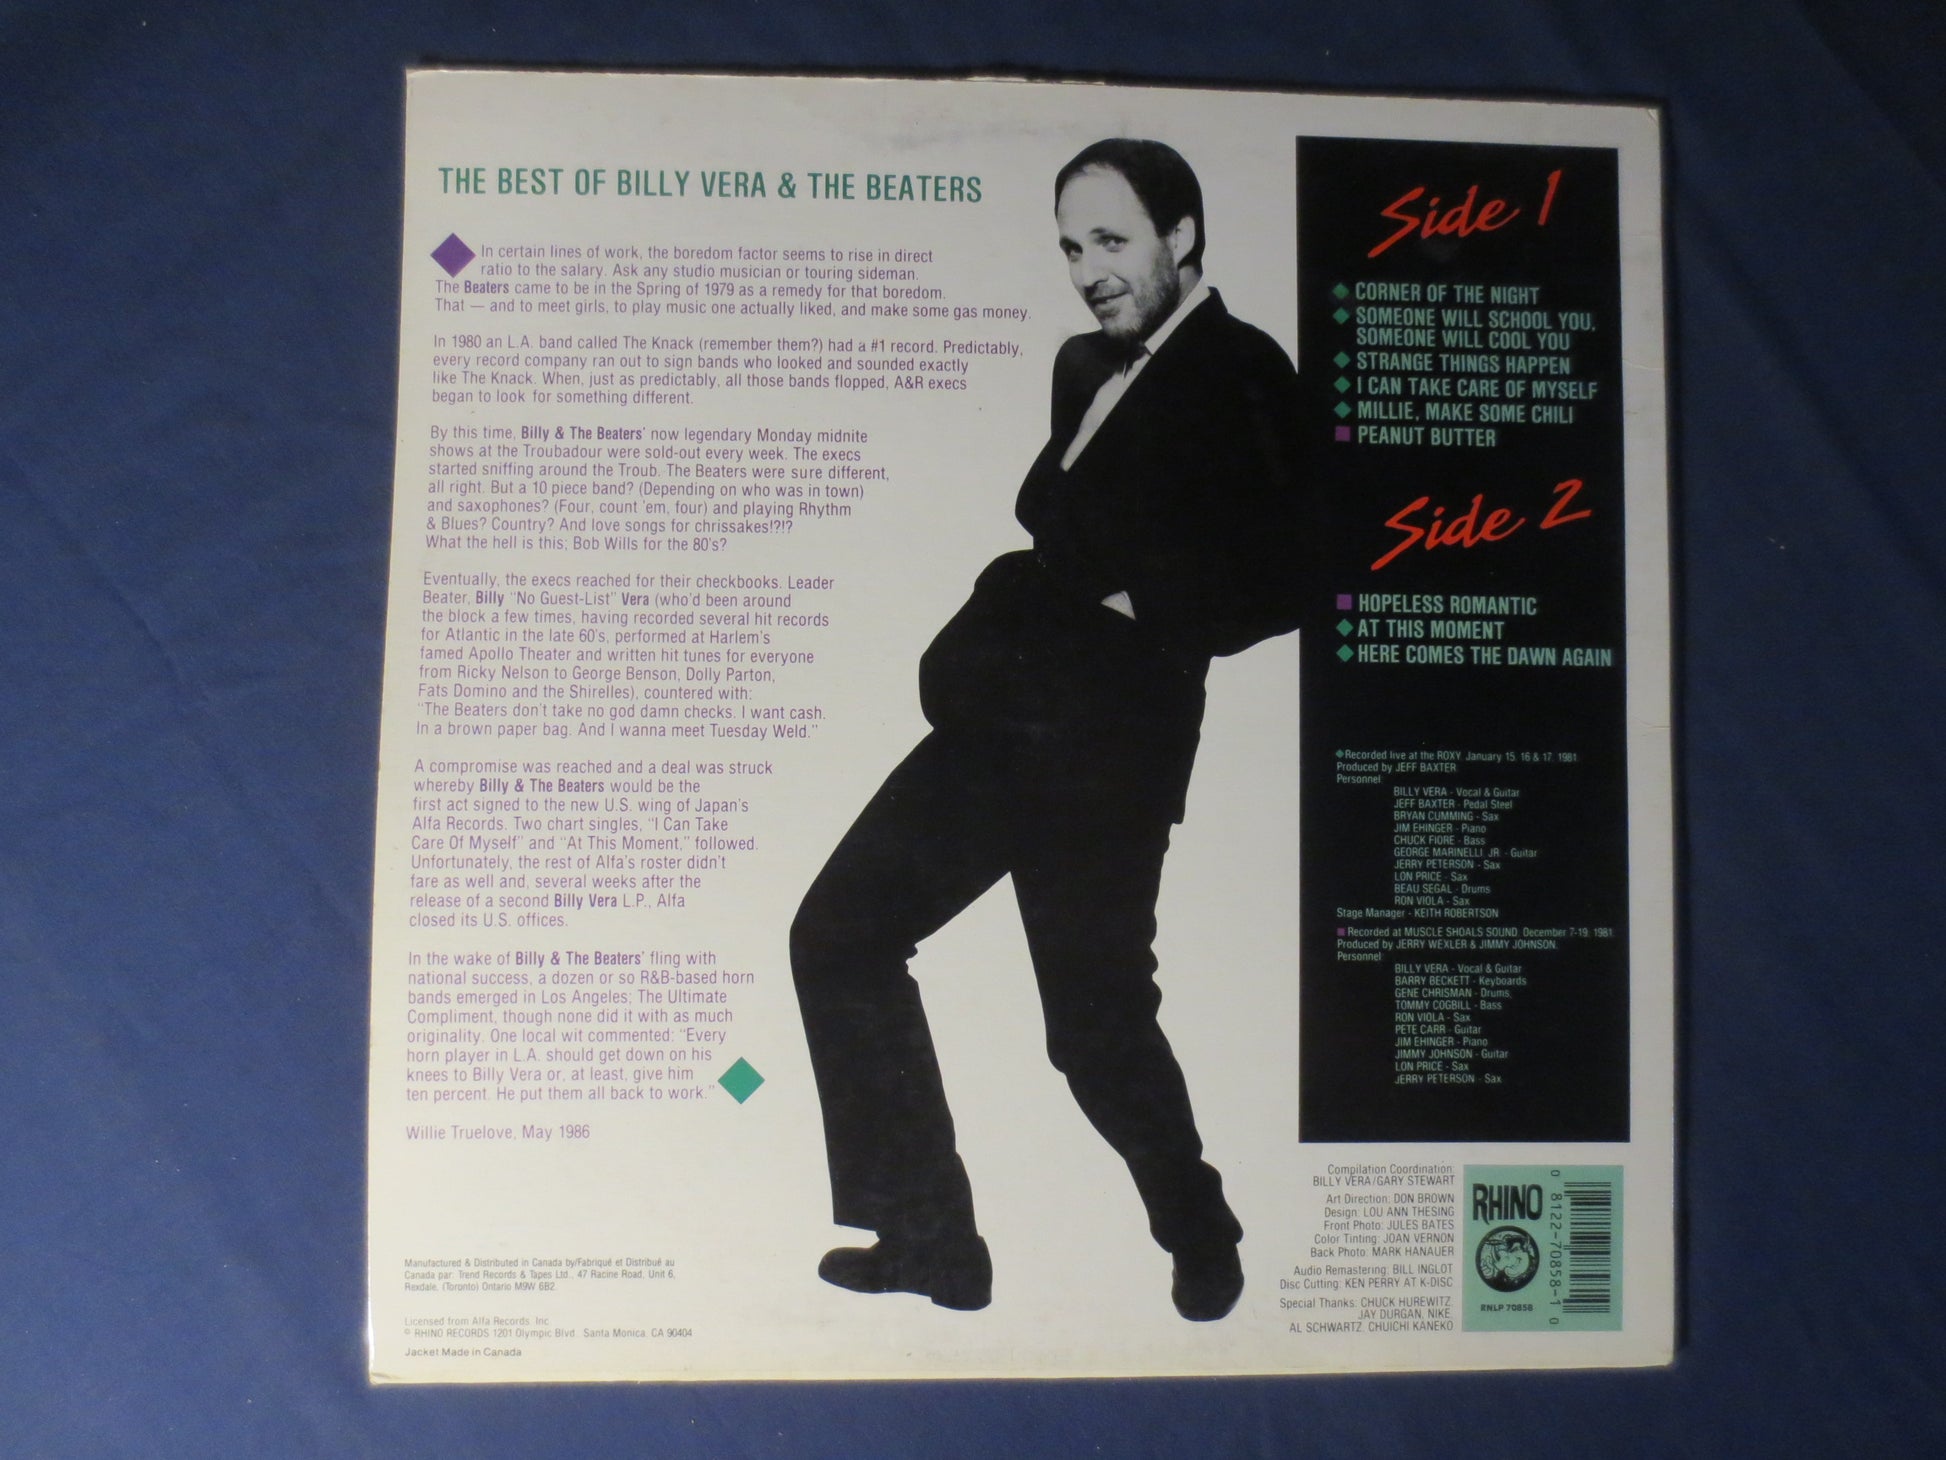 THE BEST OF BILLY VERA & THE BEATERS
In certain lines of work, the boredom factor seems to rise in direct
ratio to the salary. Ask any studio musician or touring sideman.
The Beaters came to be in the Spring of 1979 as a remedy for that boredom.
That — and to meet girls, to play music one actually liked, and make some gas money.
In 1980 an L.A. band called The Knack (remember them?) had a #1 record. Predictably,
every record company ran out to sign bands who looked and sounded exactly
like The Knack. When, just as predictably, all those bands flopped, A&R execs
began to look for something different.
By this time, Billy & The Beaters' now legendary Monday midnite
shows at the Troubadour were sold-out every week. The execs
started sniffing around the Troub. The Beaters were sure different,
all right. But a 10 piece band? (Depending on who was in town)
and saxophones? (Four, count 'em, four) and playing Rhythm
& Blues? Country? And love songs for chrissakes!?!?
What the hell is this; Bob Wills for the 80's?
Eventually, the execs reached for their checkbooks. Leader
Beater, Billy "No Guest-List" Vera (who'd been around
the block a few times, having recorded several hit records
for Atlantic in the late 60's, performed at Harlem's
famed Apollo Theater and written hit tunes for everyone
from Ricky Nelson to George Benson, Dolly Parton,
Fats Domino and the Shirelles), countered with:
"The Beaters don't take no god damn checks. I want cash.
In a brown paper bag. And I wanna meet Tuesday Weld."
A compromise was reached and a deal was struck
whereby Billy & The Beaters would be the
first act signed to the new U.S. wing of Japan's
Alfa Records. Two chart singles, "I Can Take
Care Of Myself" and "At This Moment," followed.
Unfortunately, the rest of Alfa's roster didn't
fare as well and, several weeks after the
release of a second Billy Vera L.P., Alfa
closed its U.S. offices.
In the wake of Billy & The Beaters' fling with
national success, a dozen or so R&B-based horn
bands emerged in Los Angeles; The Ultimate
Compliment, though none did it with as much
originality. One local wit commented: "Every
horn player in L.A. should get down on his
knees to Billy Vera or, at least, give him
ten percent. He put them all back to work."
Willie Truelove, May 1986
Manufactured & Distributed in Canada by/Fabriqué et Distribué au
Canada par: Trend Records & Tapes Ltd., 47 Racine Road, Unit 6,
Rexdale, (Toronto) Ontario M9W 6B2.
Licensed from Alfa Records, Inc.
© RHINO RECORDS 1201 Olympic Blvd., Santa Monica, CA 90404
Jacket Made in Canada
Side 1
CORNER OF THE NIGHT
SOMEONE WILL SCHOOL YOU,
SOMEONE WILL COOL YOU
STRANGE THINGS HAPPEN
I CAN TAKE CARE OF MYSELF
MILLIE, MAKE SOME CHILI
PEANUT BUTTER
Side 2
HOPELESS ROMANTIC
AT THIS MOMENT
HERE COMES THE DAWN AGAIN
Recorded live at the ROXY, January 15, 16 & 17, 1981
Produced by JEFF BAXTER
Personnel:
BILLY VERA - Vocal & Guitar
JEFF BAXTER - Pedal Steel
BRYAN CUMMING - Sax
JIM EHINGER - Piano
CHUCK FIORE - Bass
GEORGE MARINELLI, JR. - Guitar
JERRY PETERSON - Sax
LON PRICE - Sax
BEAU SEGAL - Drums
RON VIOLA - Sax
Stage Manager - KEITH ROBERTSON
Recorded at MUSCLE SHOALS SOUND, December 7-19, 1981
Produced by JERRY WEXLER & JIMMY JOHNSON.
Personnel:
BILLY VERA - Vocal & Guitar
BARRY BECKETT - Keyboards
GENE CHRISMAN - Drums,
TOMMY COGBILL - Bass
RON VIOLA - Sax
PETE CARR - Guitar
JIM EHINGER - Piano
JIMMY JOHNSON - Guitar
LON PRICE - Sax
JERRY PETERSON - Sax
Compilation Coordination:
BILLY VERA/GARY STEWART
Art Direction: DON BROWN
Design: LOU ANN THESING
Front Photo: JULES BATES
Color Tinting: JOAN VERNON
Back Photo: MARK HANAUER
Audio Remastering: BILL INGLOT
Disc Cutting: KEN PERRY AT K-DISC
Special Thanks: CHUCK HUREWITZ,
JAY DURGAN, NIKE,
AL SCHWARTZ, CHUICHI KANEKO
RHINO
RNLP 70858
0 8122-70858-1 0